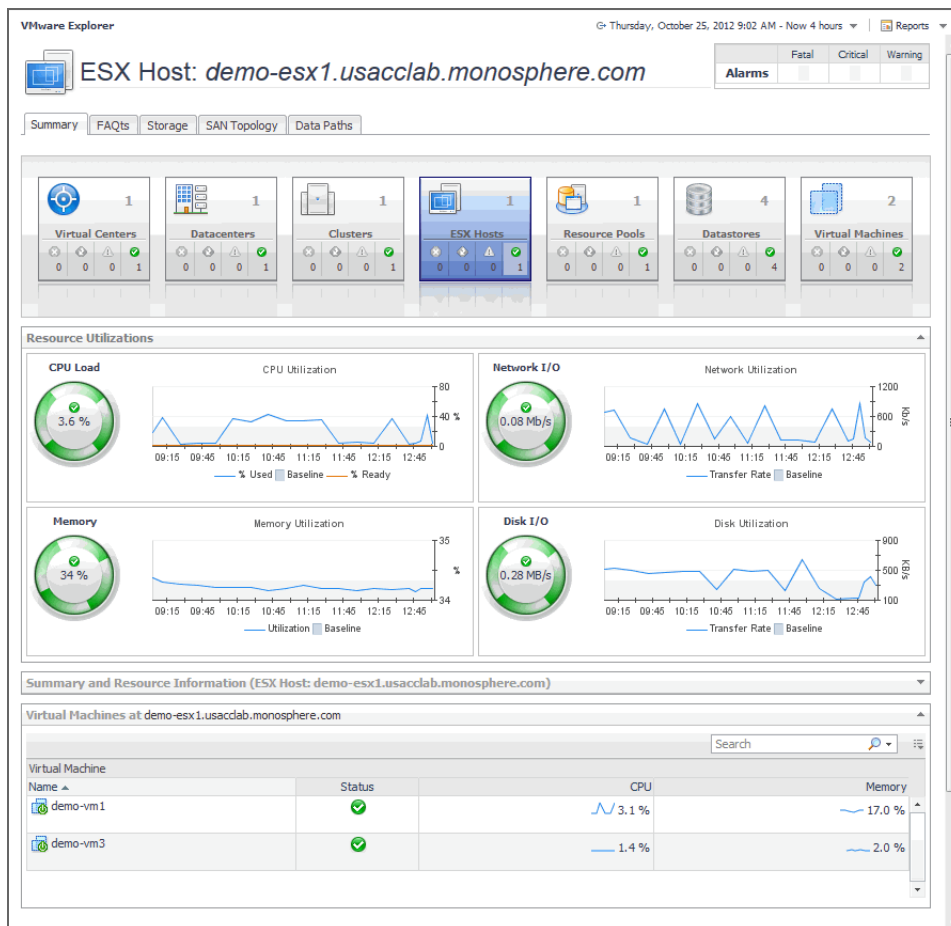 VMware Explorer
Thursday, October 25, 2012 9:02 AM - Now 4 hours
Reports
ESX Host: demo-esx1.usacclab.monosphere.com
Fatal Critical Warning
Alarms
Summary FAQts Storage SAN Topology Data Paths
1 1 1 1 1 4 2
Virtual Centers Datacenters Clusters ESX Hosts Resource Pools Datastores Virtual Machines
0 0 0 1 0 0 0 1 0 0 0 1 0 0 0 1 0 0 0 1 0 0 0 4 0 0 0 2
Resource Utilizations
CPU Load
3.6 %
CPU Utilization
80
40 %
0
09:15 09:45 10:15 10:45 11:15 11:45 12:15 12:45
% Used Baseline % Ready
Network I/O
0.08 Mb/s
Network Utilization
1200
600 Kb/s
0
09:15 09:45 10:15 10:45 11:15 11:45 12:15 12:45
Transfer Rate Baseline
Memory
34 %
Memory Utilization
35
%
34
09:15 09:45 10:15 10:45 11:15 11:45 12:15 12:45
Utilization Baseline
Disk I/O
0.28 MB/s
Disk Utilization
900
500 KB/s
100
09:15 09:45 10:15 10:45 11:15 11:45 12:15 12:45
Transfer Rate Baseline
Summary and Resource Information (ESX Host: demo-esx1.usacclab.monosphere.com)
Virtual Machines at demo-esx1.usacclab.monosphere.com
Search
Virtual Machine
Name Status CPU Memory
demo-vm1 3.1 % 17.0 %
demo-vm3 1.4 % 2.0 %